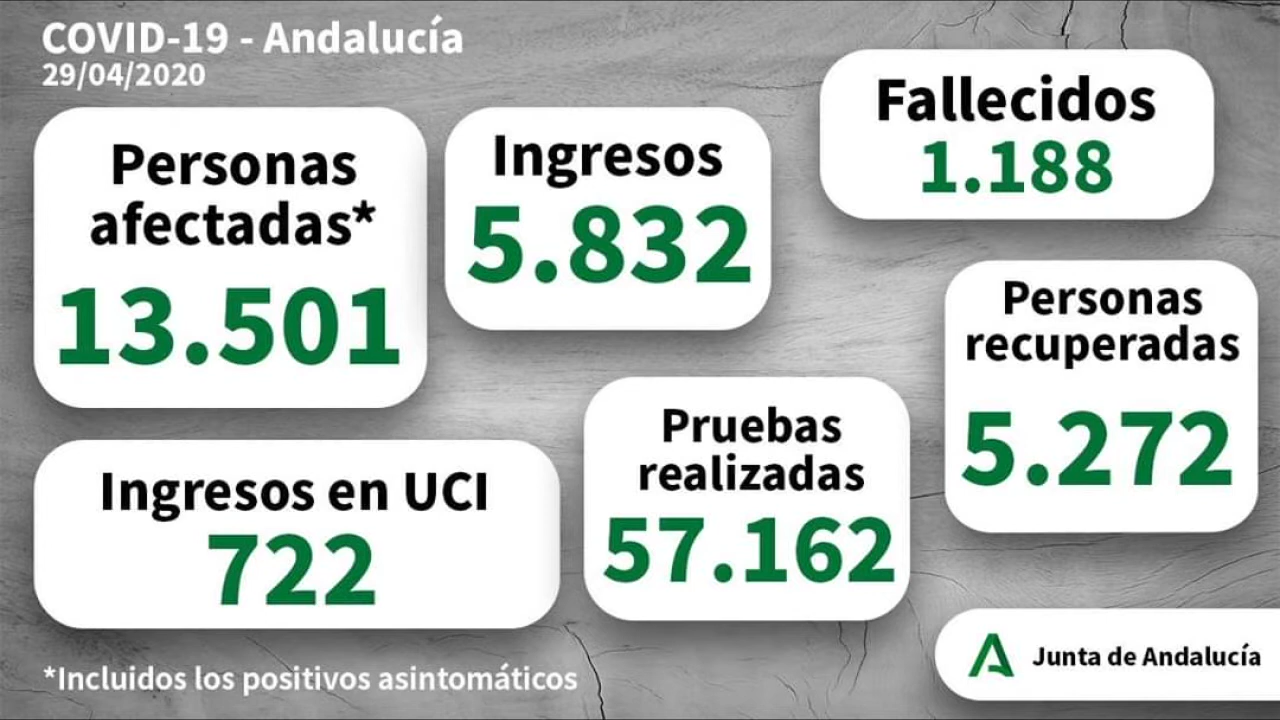 COVID-19 - Andalucía
29/04/2020
Personas
afectadas*
13.501
Ingresos
5.832
Fallecidos
1.188
Personas
recuperadas
5.272
Ingresos en UCI
722
Pruebas
realizadas
57.162
*Incluidos los positivos asintomáticos
Junta de Andalucía